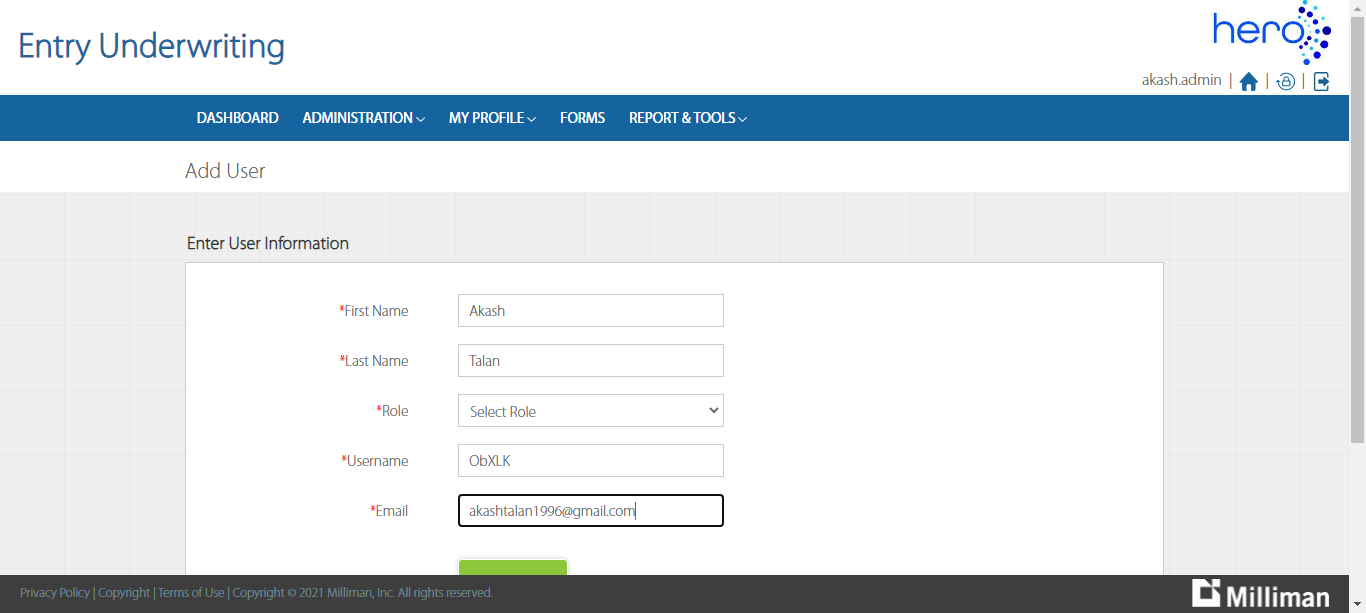 Entry Underwriting
hero
akash.admin | | |
DASHBOARD ADMINISTRATION MY PROFILE FORMS REPORT & TOOLS
Add User
Enter User Information
*First Name Akash
*Last Name Talan
*Role Select Role
*Username ObXLK
*Email akashtalan1996@gmail.com
Privacy Policy | Copyright | Terms of Use | Copyright © 2021 Milliman, Inc. All rights reserved.
Milliman